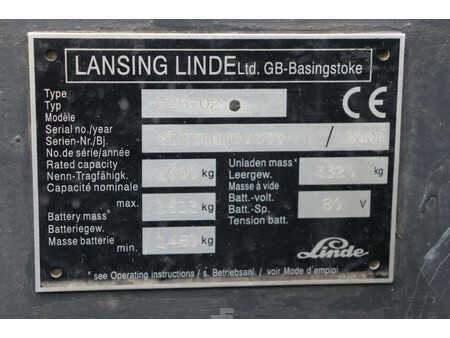 LANSING LINDE Ltd. GB-Basingstoke
Type
Typ
Modèle
CE
Serial no./year
Serien-Nr./Bj. /
No.de série/année
Rated capacity
Nenn-Tragfähigk. kg
Capacité nominale
Unladen mass*
Leergew. kg
Masse à vide
max. kg
Battery mass*
Batteriegew.
Masse batterie
min. 1460 kg
Batt.-volt.
Batt.-Sp. 80 V
Tension batt.
Linde
* see Operating instructions / s. Betriebsanl. / voir Mode d'emploi